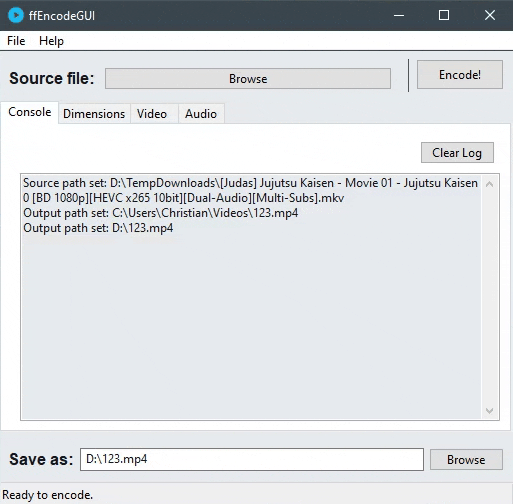 ffEncodeGUI
File Help
Source file: Browse Encode!
Console Dimensions Video Audio
Clear Log
Source path set: D:\TempDownloads\[Judas] Jujutsu Kaisen - Movie 01 - Jujutsu Kaisen
0 [BD 1080p][HEVC x265 10bit][Dual-Audio][Multi-Subs].mkv
Output path set: C:\Users\Christian\Videos\123.mp4
Output path set: D:\123.mp4
Save as: D:\123.mp4 Browse
Ready to encode.